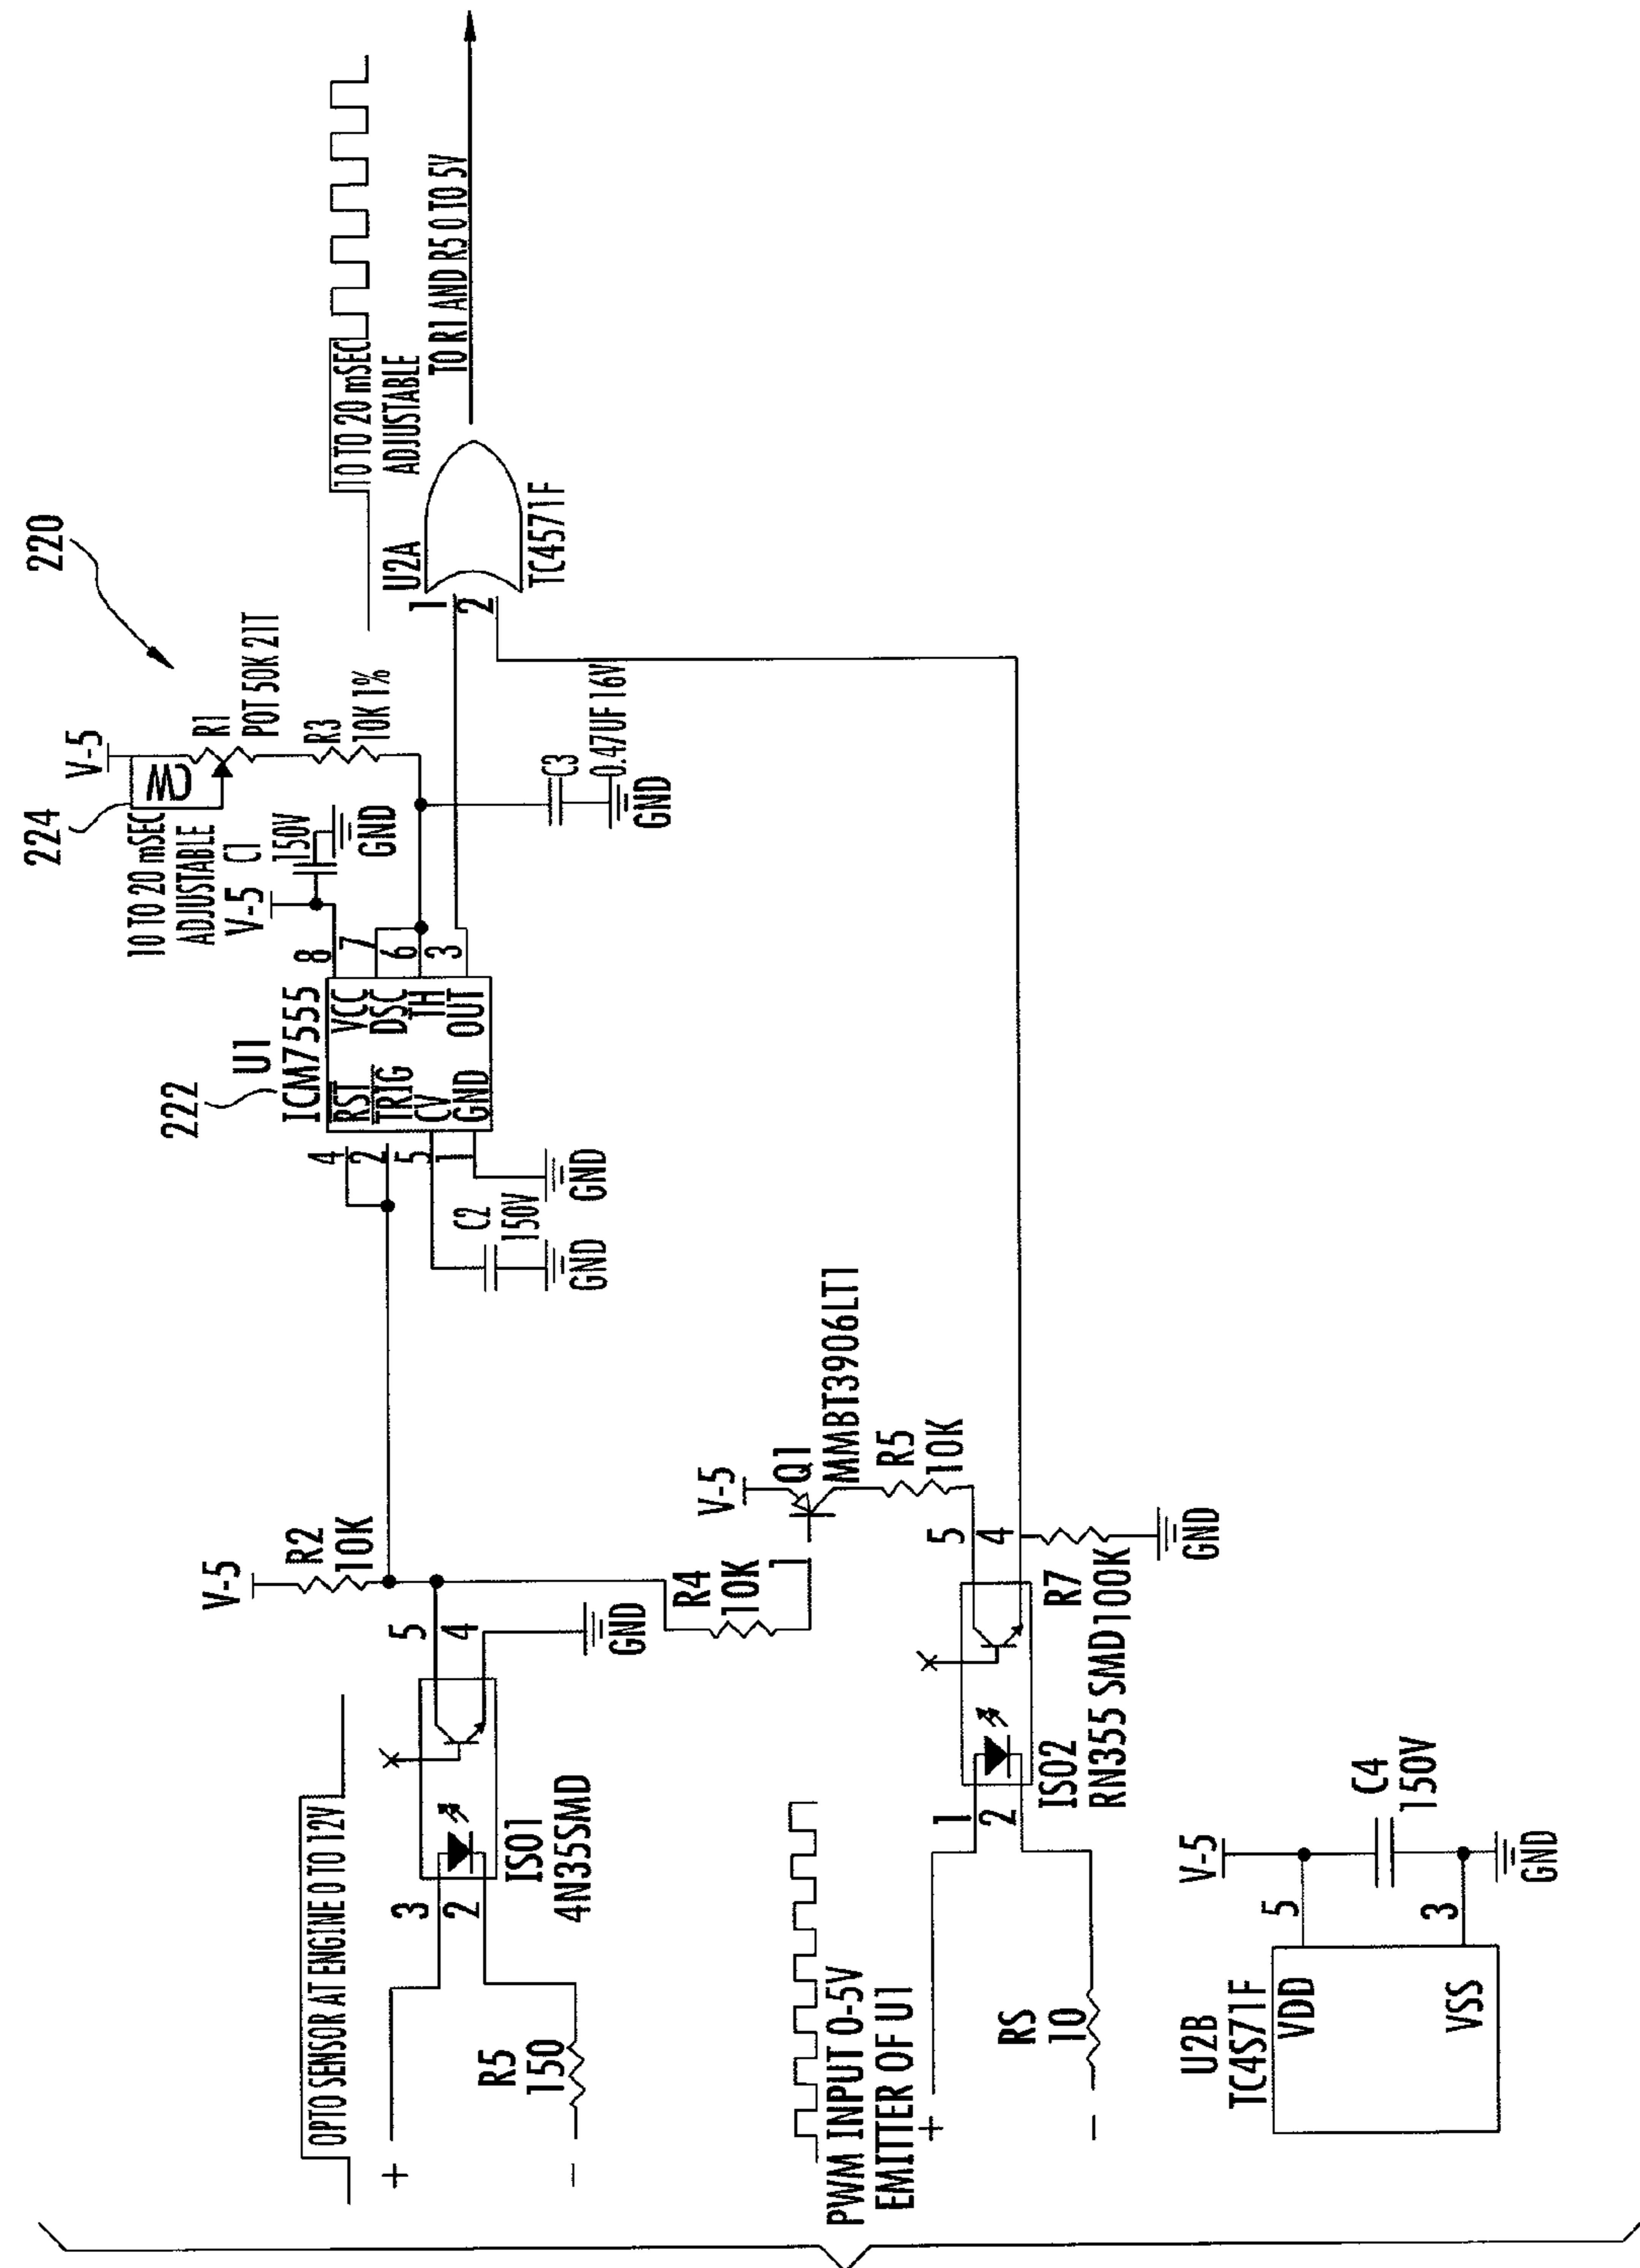 220
224
V-5
CW
R1
POT 50K 21T
R3
10K 1%
10 TO 20 mSEC
ADJUSTABLE
V-5
C1
150V
GND
222
U1
ICM7555
RST
TRIG
CV
GND
VCC
DSC
TH
OUT
4
2
5
1
8
7
6
3
C2
150V
GND
GND
C3
0.47UF 16V
GND
10 TO 20 mSEC
ADJUSTABLE
U2A
1
2
TC4571F
TO R1 AND R5 0 TO 5V
OPTO SENSOR AT ENGINE 0 TO 12V
+
3
2
R5
150
-
ISO1
4N35SMD
5
4
GND
V-5
R2
10K
R4
10K
1
V-5
Q1
MMBT3906LT1
R5
10K
PWM INPUT 0-5V
EMITTER OF U1
+
1
2
RS
10
-
ISO2
RN355 SMD
5
4
R7
100K
GND
U2B
TC4S71F
VDD
VSS
5
3
V-5
C4
150V
GND